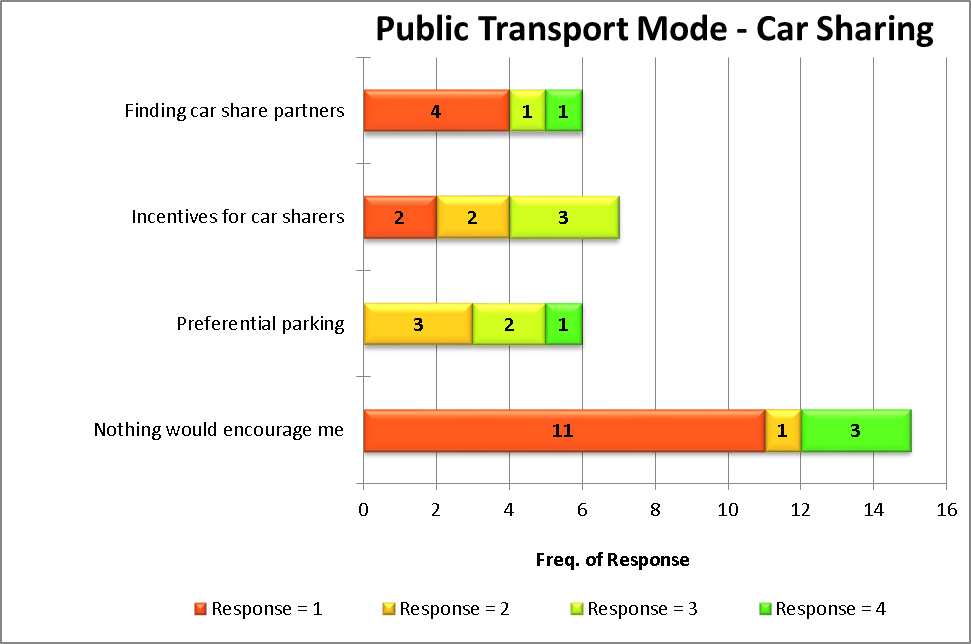 Public Transport Mode - Car Sharing
Finding car share partners
4 1 1
Incentives for car sharers
2 2 3
Preferential parking
3 2 1
Nothing would encourage me
11 1 3
0 2 4 6 8 10 12 14 16
Freq. of Response
Response = 1 Response = 2 Response = 3 Response = 4